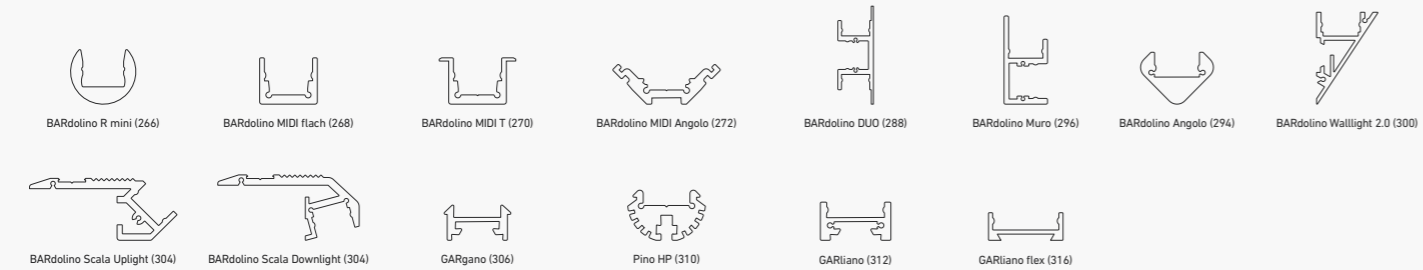 BARdolino R mini (266)
BARdolino MIDI flach (268)
BARdolino MIDI T (270)
BARdolino MIDI Angolo (272)
BARdolino DUO (288)
BARdolino Muro (296)
BARdolino Angolo (294)
BARdolino Walllight 2.0 (300)
BARdolino Scala Uplight (304)
BARdolino Scala Downlight (304)
GARgano (306)
Pino HP (310)
GARliano (312)
GARliano flex (316)